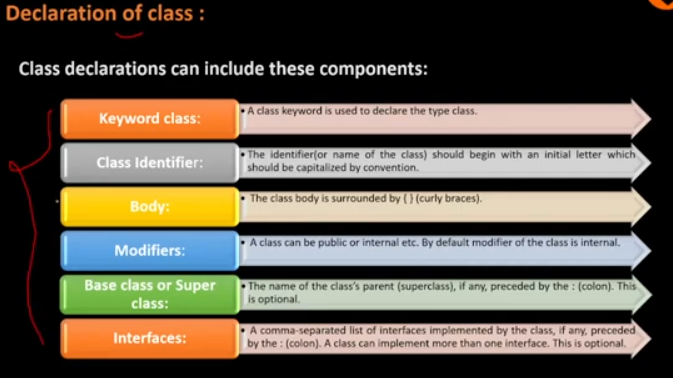 Declaration of class :
Class declarations can include these components:
Keyword class:
• A class keyword is used to declare the type class.
Class Identifier:
• The identifier(or name of the class) should begin with an initial letter which
should be capitalized by convention.
Body:
• The class body is surrounded by { } (curly braces).
Modifiers:
• A class can be public or internal etc. By default modifier of the class is internal.
Base class or Super
class:
• The name of the class's parent (superclass), if any, preceded by the : (colon). This
is optional.
Interfaces:
• A comma-separated list of interfaces implemented by the class, if any, preceded
by the : (colon). A class can implement more than one interface. This is optional.